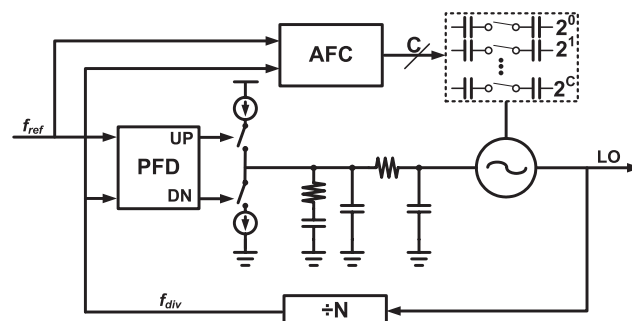 AFC
C
2^0
2^1
2^C
f_ref
UP
PFD
DN
LO
f_div
÷N